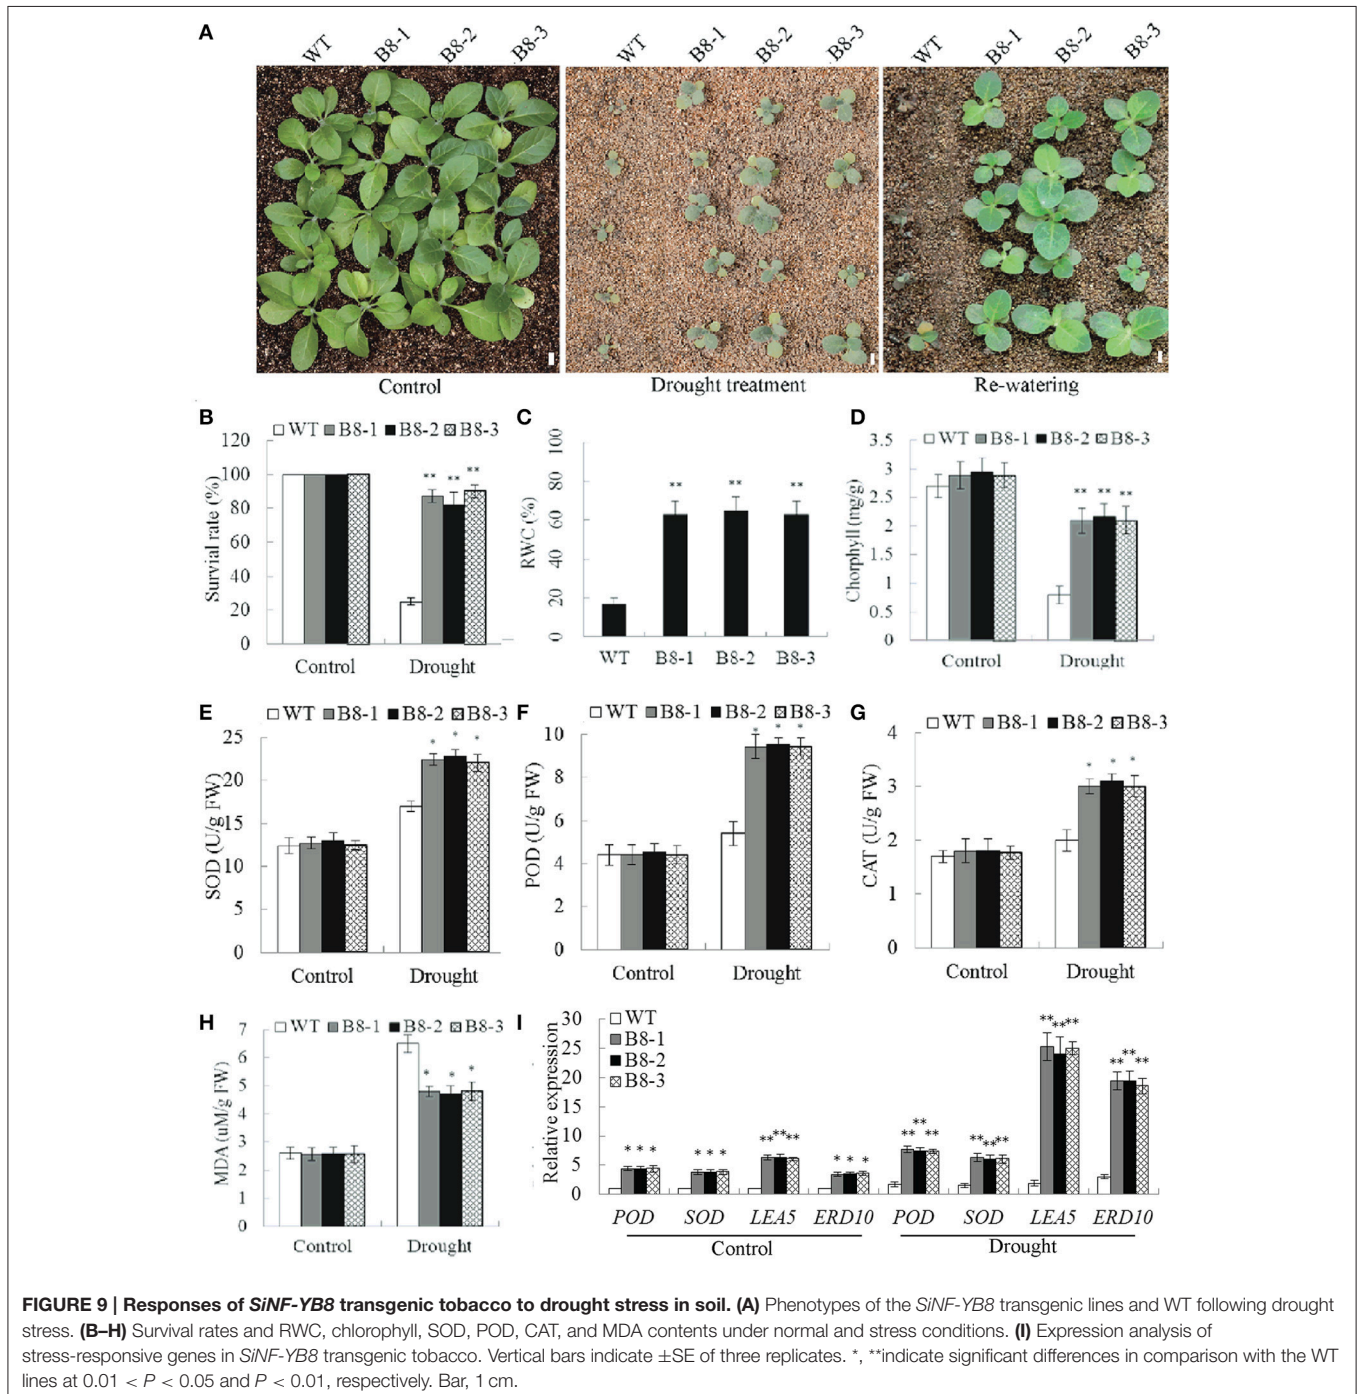 A
WT B8-1 B8-2 B8-3 WT B8-1 B8-2 B8-3 WT B8-1 B8-2 B8-3
Control Drought treatment Re-watering
B
WT B8-1 B8-2 B8-3
Survial rate (%)
120
100
80
60
40
20
0
Control Drought
C
RWC (%)
100
80
60
40
20
0
WT B8-1 B8-2 B8-3
** ** **
D
WT B8-1 B8-2 B8-3
Chorphyll (mg/g)
3.5
3
2.5
2
1.5
1
0.5
0
** ** **
Control Drought
E
WT B8-1 B8-2 B8-3
SOD (U/g FW)
25
20
15
10
5
0
* * *
Control Drought
F
WT B8-1 B8-2 B8-3
POD (U/g FW)
10
8
6
4
2
0
* * *
Control Drought
G
WT B8-1 B8-2 B8-3
CAT (U/g FW)
4
3
2
1
0
* * *
Control Drought
H
WT B8-1 B8-2 B8-3
MDA (uM/g FW)
7
6
5
4
3
2
1
0
* * *
Control Drought
I
WT
B8-1
B8-2
B8-3
Relative expression
30
25
20
15
10
5
0
* * * * * * ** ** ** * * * ** ** ** ** ** ** ** ** ** ** ** **
POD SOD LEA5 ERD10 POD SOD LEA5 ERD10
Control Drought
FIGURE 9 | Responses of SiNF-YB8 transgenic tobacco to drought stress in soil. (A) Phenotypes of the SiNF-YB8 transgenic lines and WT following drought
stress. (B–H) Survival rates and RWC, chlorophyll, SOD, POD, CAT, and MDA contents under normal and stress conditions. (I) Expression analysis of
stress-responsive genes in SiNF-YB8 transgenic tobacco. Vertical bars indicate ±SE of three replicates. *, **indicate significant differences in comparison with the WT
lines at 0.01 < P < 0.05 and P < 0.01, respectively. Bar, 1 cm.